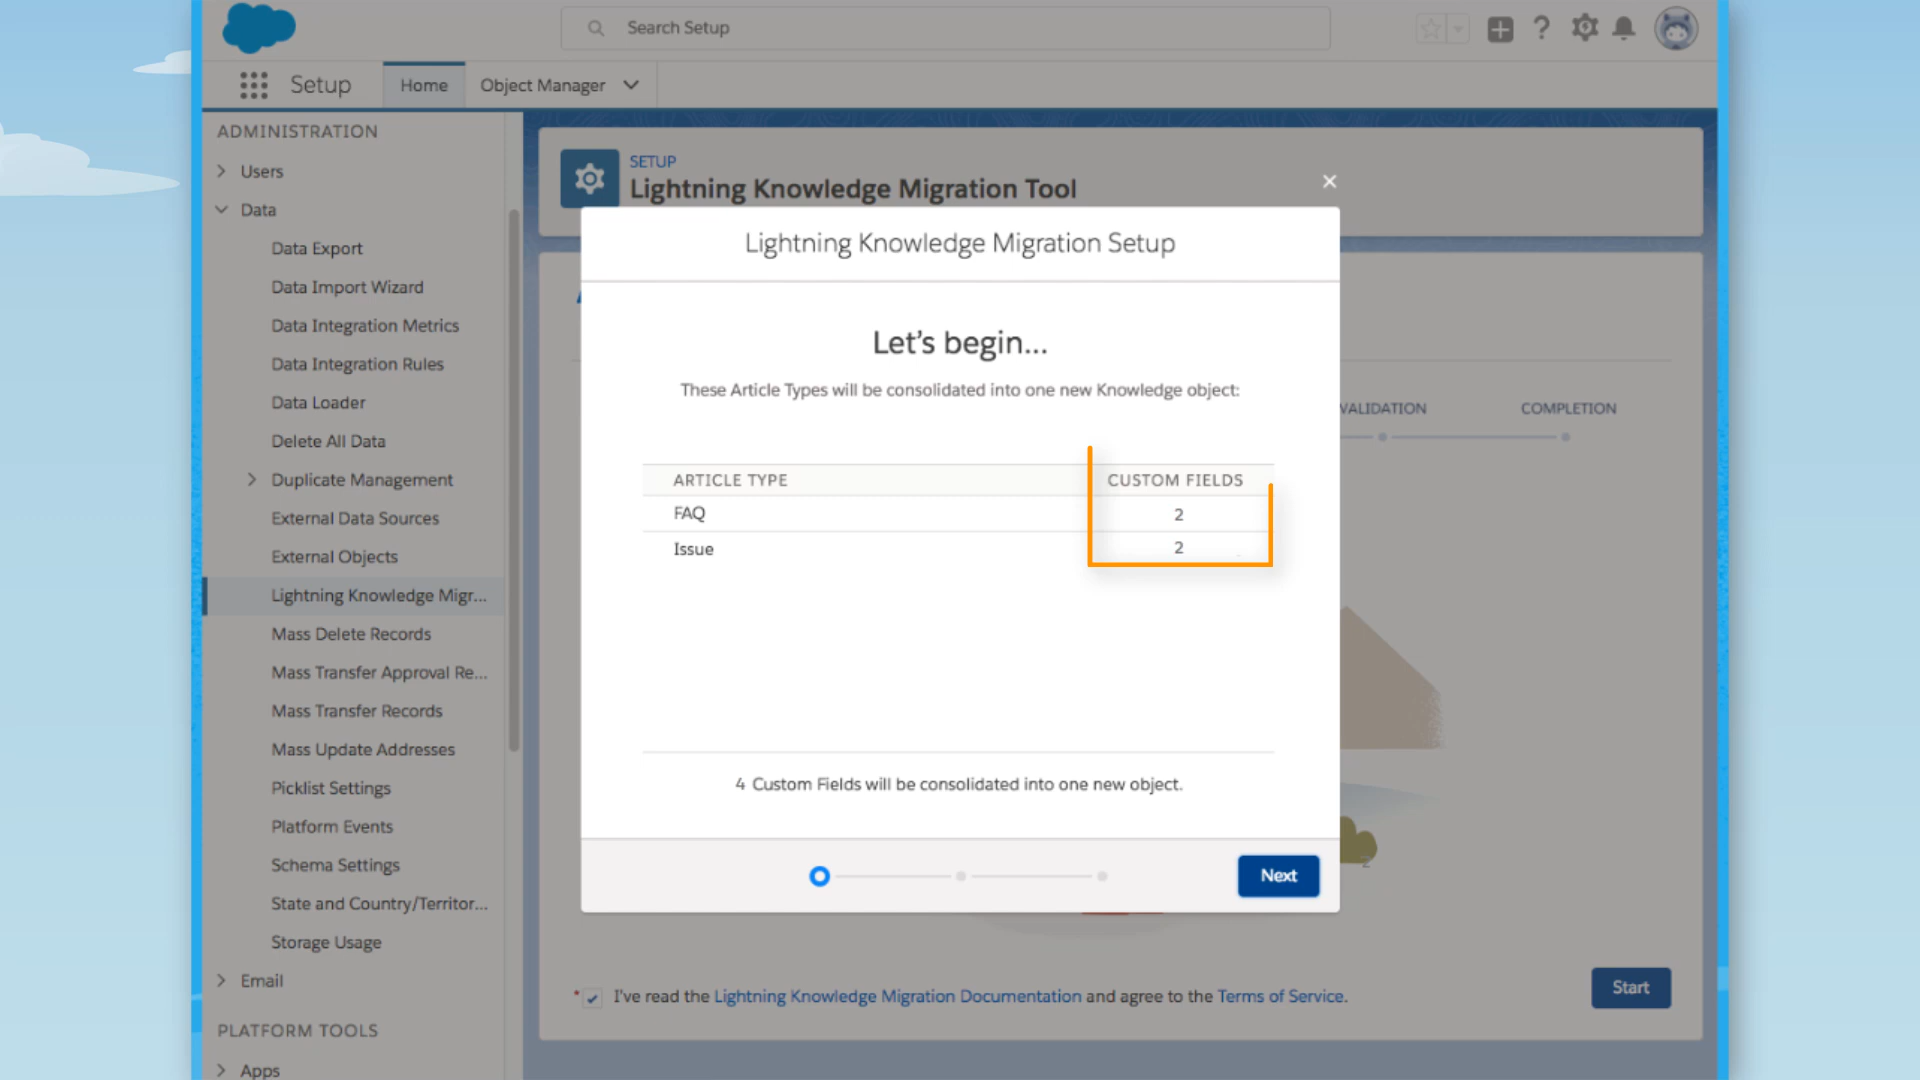 Search Setup
Setup
Home
Object Manager
ADMINISTRATION
Users
Data
Data Export
Data Import Wizard
Data Integration Metrics
Data Integration Rules
Data Loader
Delete All Data
Duplicate Management
External Data Sources
External Objects
Lightning Knowledge Migr...
Mass Delete Records
Mass Transfer Approval Re...
Mass Transfer Records
Mass Update Addresses
Picklist Settings
Platform Events
Schema Settings
State and Country/Territor...
Storage Usage
Email
PLATFORM TOOLS
Apps
SETUP
Lightning Knowledge Migration Tool
VALIDATION
COMPLETION
Lightning Knowledge Migration Setup
Let's begin...
These Article Types will be consolidated into one new Knowledge object:
ARTICLE TYPE CUSTOM FIELDS
FAQ 2
Issue 2
4 Custom Fields will be consolidated into one new object.
Next
* I've read the Lightning Knowledge Migration Documentation and agree to the Terms of Service.
Start